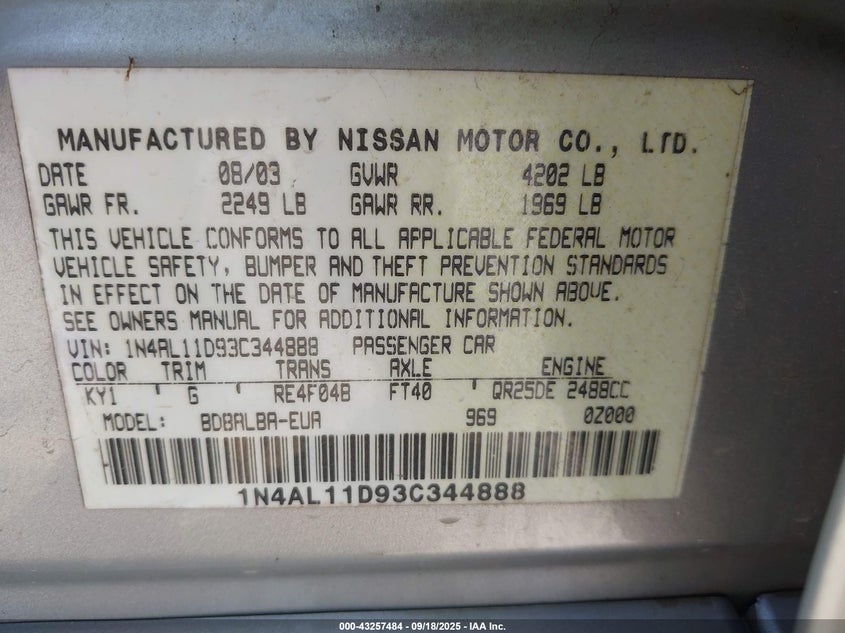 MANUFACTURED BY NISSAN MOTOR CO., LTD.
DATE 08/03 GVWR 4202 LB
GAWR FR. 2249 LB GAWR RR. 1969 LB
THIS VEHICLE CONFORMS TO ALL APPLICABLE FEDERAL MOTOR
VEHICLE SAFETY, BUMPER AND THEFT PREVENTION STANDARDS
IN EFFECT ON THE DATE OF MANUFACTURE SHOWN ABOVE.
SEE OWNERS MANUAL FOR ADDITIONAL INFORMATION.
VIN: 1N4AL11D93C344888 PASSENGER CAR
COLOR TRIM TRANS AXLE ENGINE
KY1 G RE4F04B FT40 QR25DE 2488CC
MODEL: BDBALBA-EUA 969 0Z000
1N4AL11D93C344888
000-43257484 | 09/18/2025 - IAA Inc.